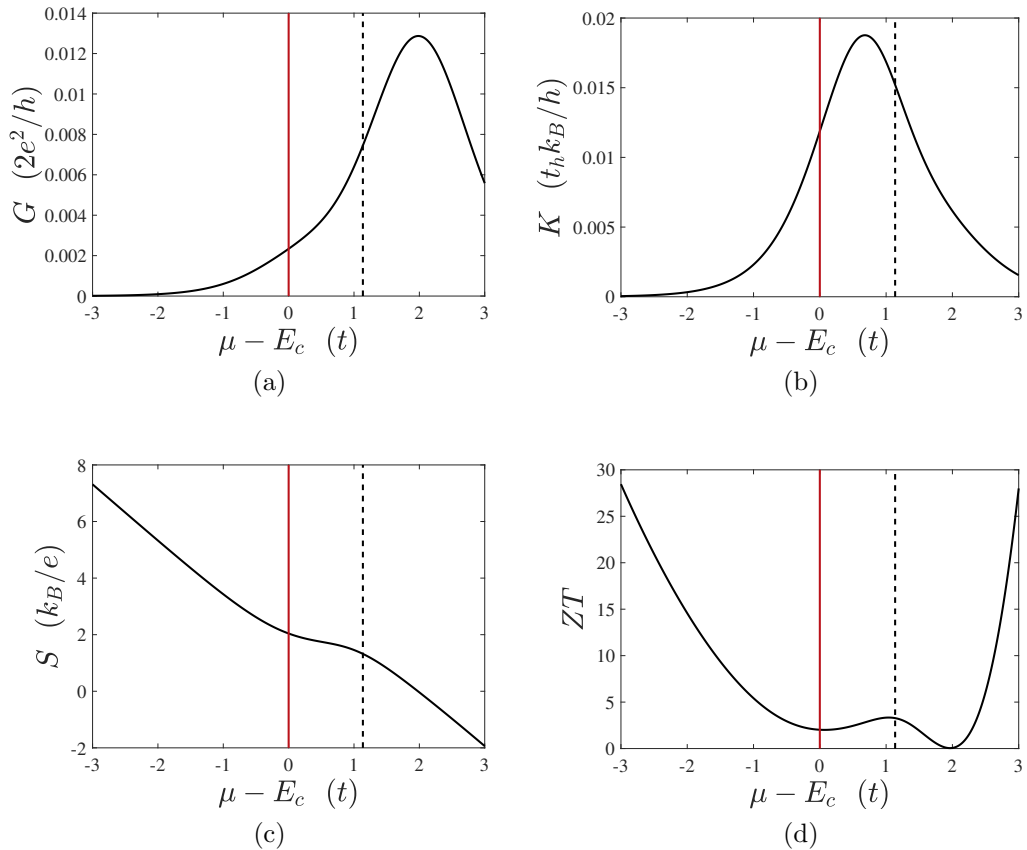 G (2e²/h)
0.014
0.012
0.01
0.008
0.006
0.004
0.002
0
-3 -2 -1 0 1 2 3
μ − E_c (t)
(a)
K (t_h k_B/h)
0.02
0.015
0.01
0.005
0
-3 -2 -1 0 1 2 3
μ − E_c (t)
(b)
S (k_B/e)
8
6
4
2
0
-2
-3 -2 -1 0 1 2 3
μ − E_c (t)
(c)
ZT
30
25
20
15
10
5
0
-3 -2 -1 0 1 2 3
μ − E_c (t)
(d)